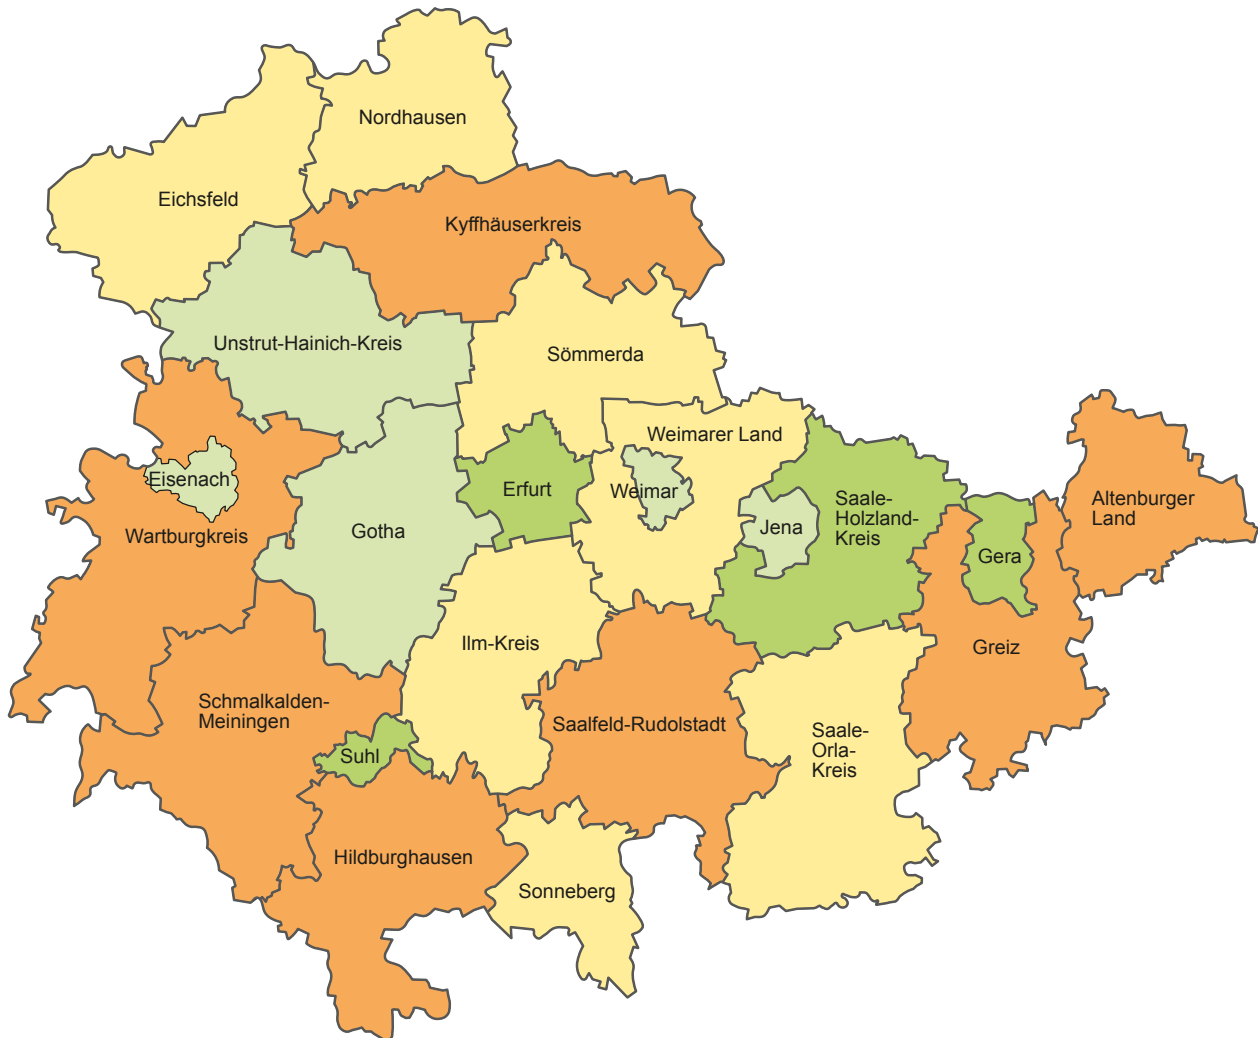 Nordhausen
Eichsfeld
Kyffhäuserkreis
Unstrut-Hainich-Kreis
Sömmerda
Weimarer Land
Eisenach
Erfurt
Weimar
Saale-
Holzland-
Kreis
Altenburger
Land
Wartburgkreis
Gotha
Jena
Gera
Ilm-Kreis
Greiz
Schmalkalden-
Meiningen
Saalfeld-Rudolstadt
Saale-
Orla-
Kreis
Suhl
Hildburghausen
Sonneberg